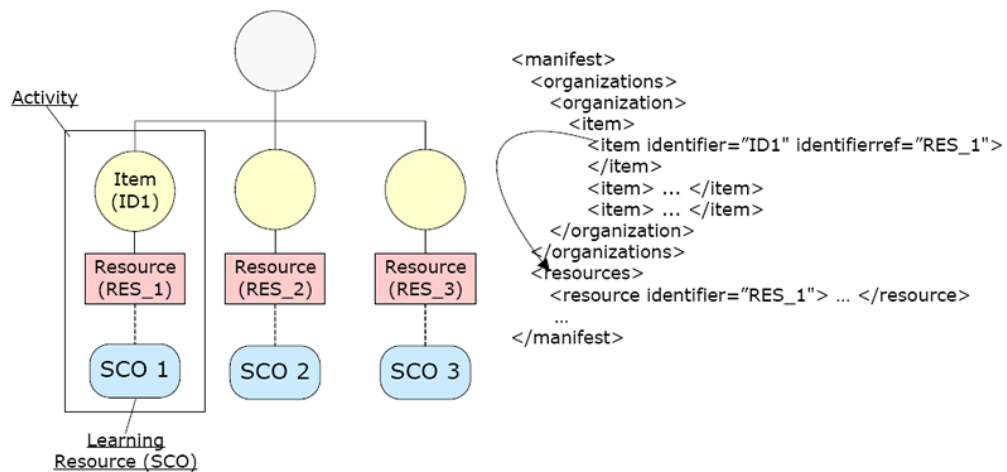 Activity
Item
(ID1)
Resource
(RES_1)
Resource
(RES_2)
Resource
(RES_3)
SCO 1
SCO 2
SCO 3
Learning
Resource (SCO)
<manifest>
<organizations>
<organization>
<item>
<item identifier="ID1" identifierref="RES_1">
</item>
<item> ... </item>
<item> ... </item>
</organization>
</organizations>
<resources>
<resource identifier="RES_1"> ... </resource>
...
</manifest>